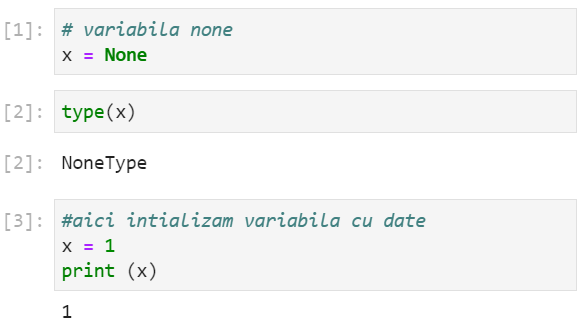 [1]: # variabila none
x = None
[2]: type(x)
[2]: NoneType
[3]: #aici intializam variabila cu date
x = 1
print (x)
1